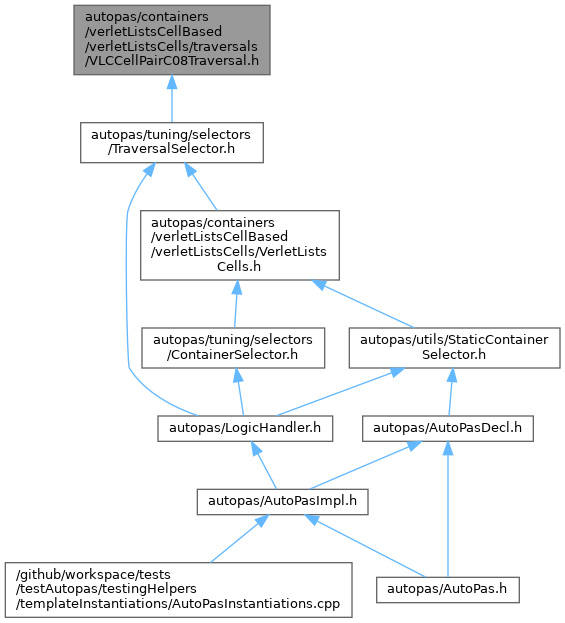 autopas/containers
/verletListsCellBased
/verletListsCells/traversals
/VLCCellPairC08Traversal.h
autopas/tuning/selectors
/TraversalSelector.h
autopas/containers
/verletListsCellBased
/verletListsCells/VerletLists
Cells.h
autopas/tuning/selectors
/ContainerSelector.h
autopas/utils/StaticContainer
Selector.h
autopas/LogicHandler.h
autopas/AutoPasDecl.h
autopas/AutoPasImpl.h
/github/workspace/tests
/testAutopas/testingHelpers
/templateInstantiations/AutoPasInstantiations.cpp
autopas/AutoPas.h